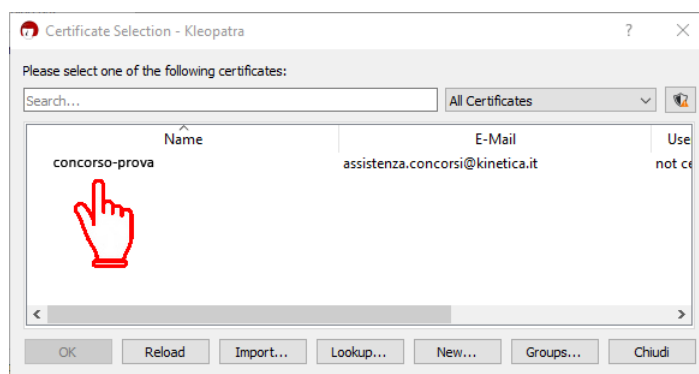 Certificate Selection - Kleopatra ?
Please select one of the following certificates:
Search... All Certificates
Name E-Mail Use
concorso-prova assistenza.concorsi@kinetica.it not ce
OK Reload Import... Lookup... New... Groups... Chiudi